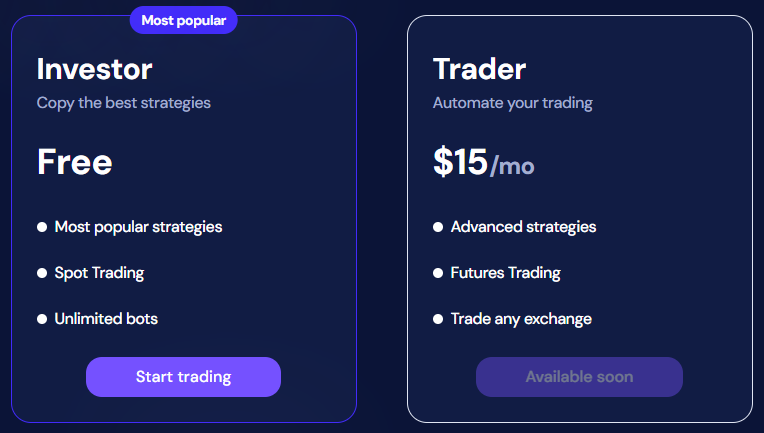 Most popular
Investor
Copy the best strategies
Free
Most popular strategies
Spot Trading
Unlimited bots
Start trading
Trader
Automate your trading
$15/mo
Advanced strategies
Futures Trading
Trade any exchange
Available soon